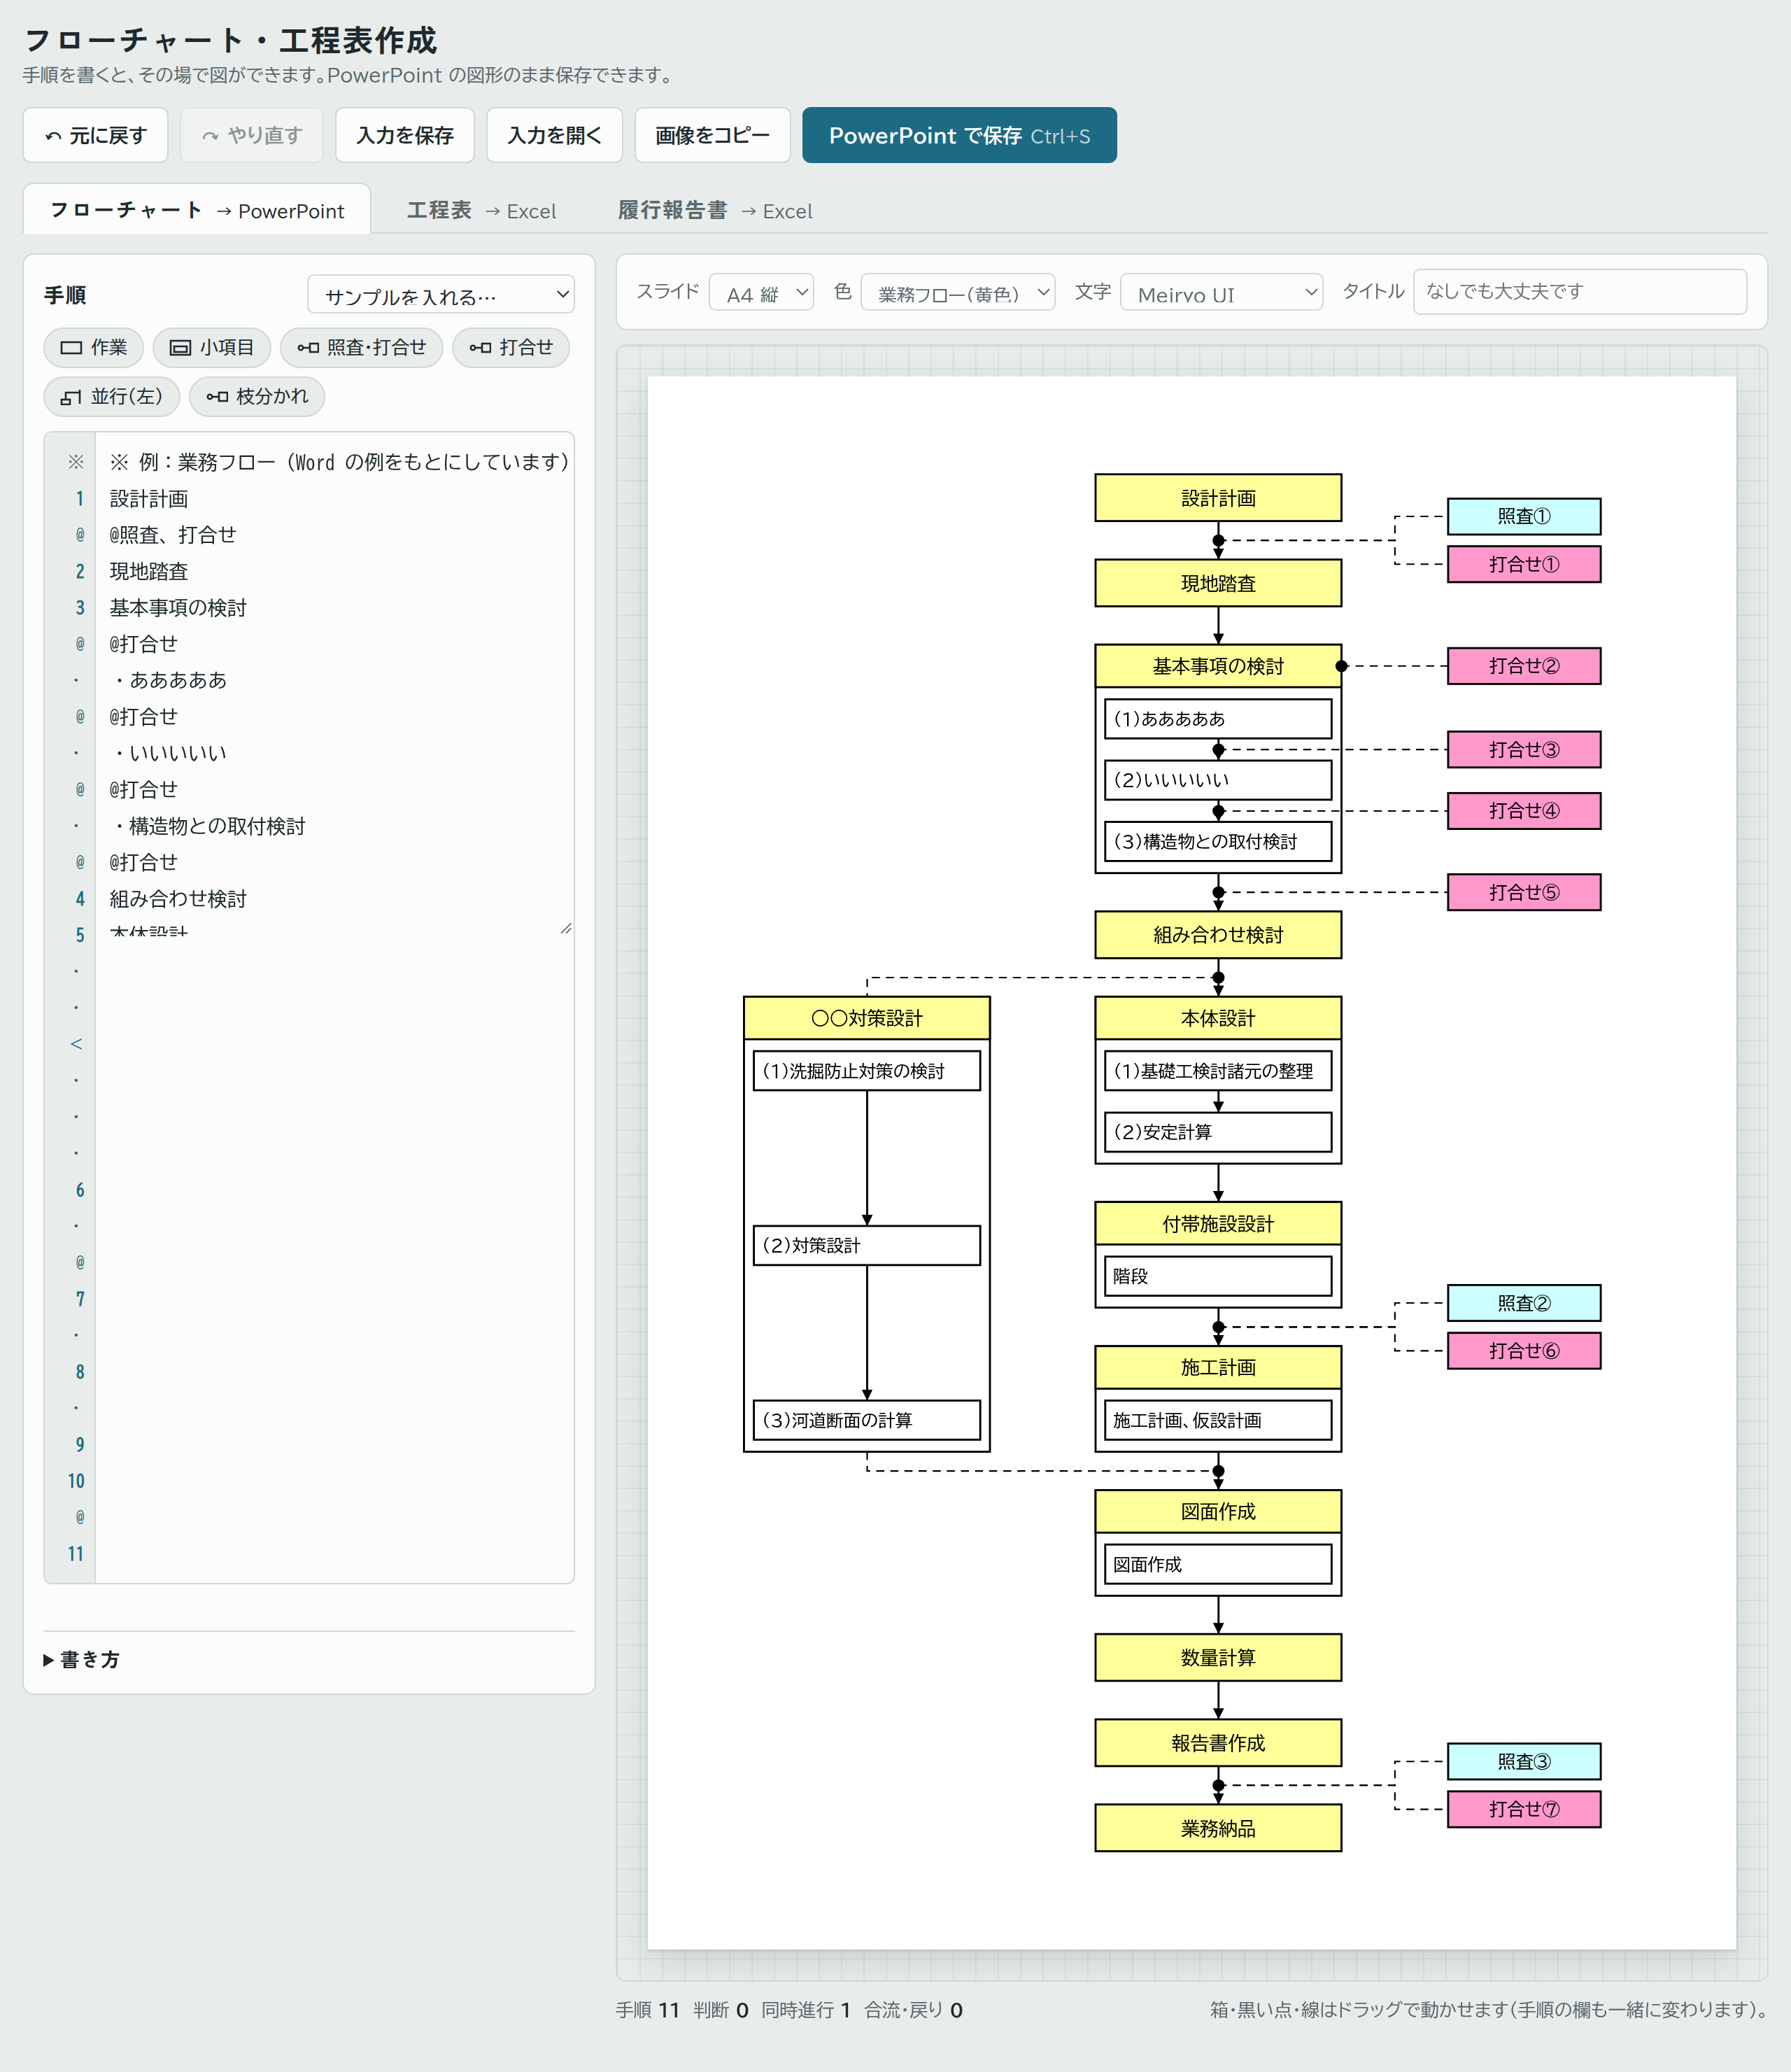 フローチャート・工程表作成
手順を書くと、その場で図ができます。PowerPoint の図形のまま保存できます。
元に戻す やり直す 入力を保存 入力を開く 画像をコピー PowerPoint で保存 Ctrl+S
フローチャート → PowerPoint 工程表 → Excel 履行報告書 → Excel
手順 サンプルを入れる…
作業 小項目 照査・打合せ 打合せ
並行(左) 枝分かれ
※ ※ 例：業務フロー（Word の例をもとにしています）
1 設計計画
@ @照査、打合せ
2 現地踏査
3 基本事項の検討
@ @打合せ
・ ・あああああ
@ @打合せ
・ ・いいいいい
@ @打合せ
・ ・構造物との取付検討
@ @打合せ
4 組み合わせ検討
5 本体設計
・
・
<
・
・
・
6
・
@
7
・
8
・
9
10
@
11
▶ 書き方
スライド A4 縦 色 業務フロー(黄色) 文字 Meiryo UI タイトル なしでも大丈夫です
設計計画
照査①
打合せ①
現地踏査
基本事項の検討
打合せ②
(1)あああああ
打合せ③
(2)いいいいい
打合せ④
(3)構造物との取付検討
打合せ⑤
組み合わせ検討
〇〇対策設計
本体設計
(1)洗掘防止対策の検討
(1)基礎工検討諸元の整理
(2)安定計算
付帯施設設計
(2)対策設計
階段
照査②
打合せ⑥
施工計画
(3)河道断面の計算
施工計画、仮設計画
図面作成
図面作成
数量計算
報告書作成
照査③
打合せ⑦
業務納品
手順 11 判断 0 同時進行 1 合流・戻り 0
箱・黒い点・線はドラッグで動かせます(手順の欄も一緒に変わります)。